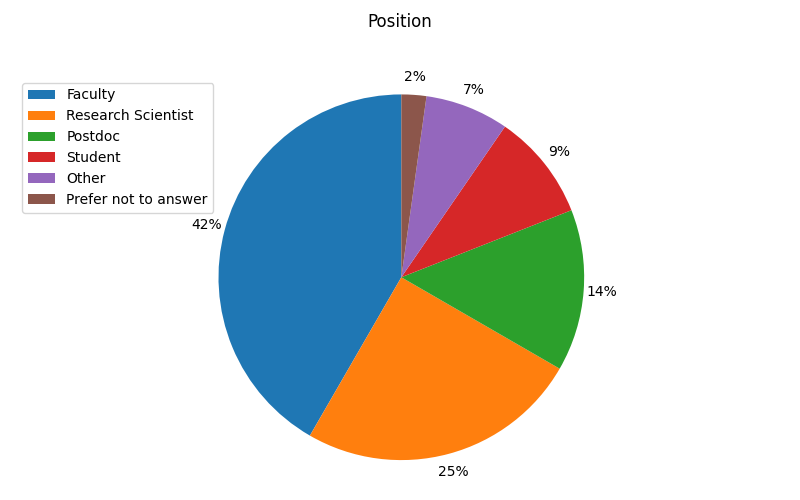 Position
2%
7%
Faculty
Research Scientist
Postdoc
Student
Other
Prefer not to answer
9%
42%
14%
25%